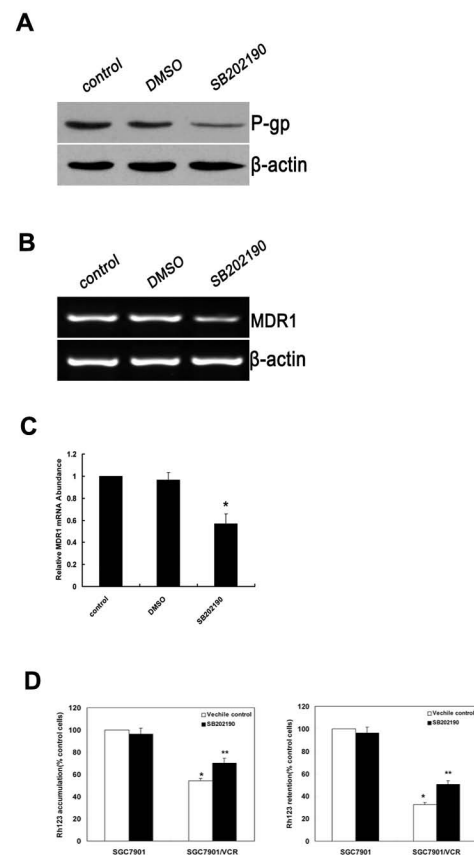 A
control DMSO SB202190
P-gp
β-actin
B
control DMSO SB202190
MDR1
β-actin
C
Relative MDR1 mRNA Abundance
1.2
1
0.8
0.6
0.4
0.2
0
*
control DMSO SB202190
D
Rh123 accumulation(% control cells)
120
100
80
60
40
20
0
Vechile control
SB202190
* **
SGC7901 SGC7901/VCR
Rh123 retention(% control cells)
120
100
80
60
40
20
0
Vechile control
SB202190
* **
SGC7901 SGC7901/VCR